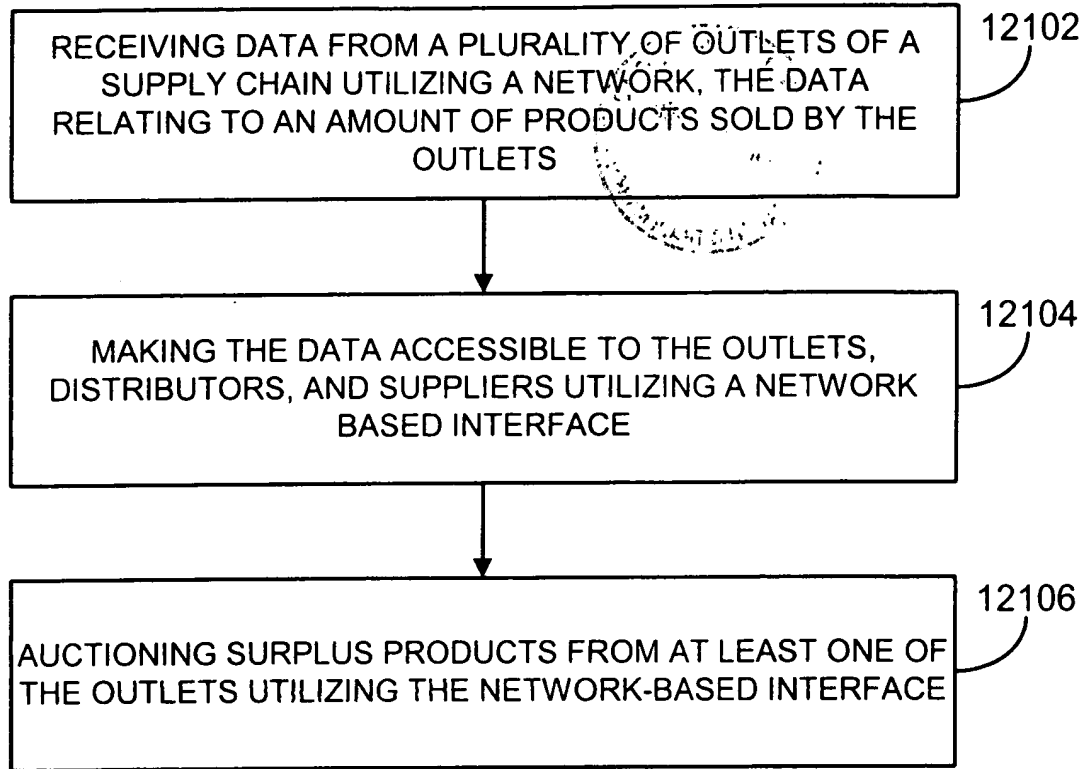 RECEIVING DATA FROM A PLURALITY OF OUTLETS OF A
SUPPLY CHAIN UTILIZING A NETWORK, THE DATA
RELATING TO AN AMOUNT OF PRODUCTS SOLD BY THE
OUTLETS
12102
MAKING THE DATA ACCESSIBLE TO THE OUTLETS,
DISTRIBUTORS, AND SUPPLIERS UTILIZING A NETWORK
BASED INTERFACE
12104
AUCTIONING SURPLUS PRODUCTS FROM AT LEAST ONE OF
THE OUTLETS UTILIZING THE NETWORK-BASED INTERFACE
12106